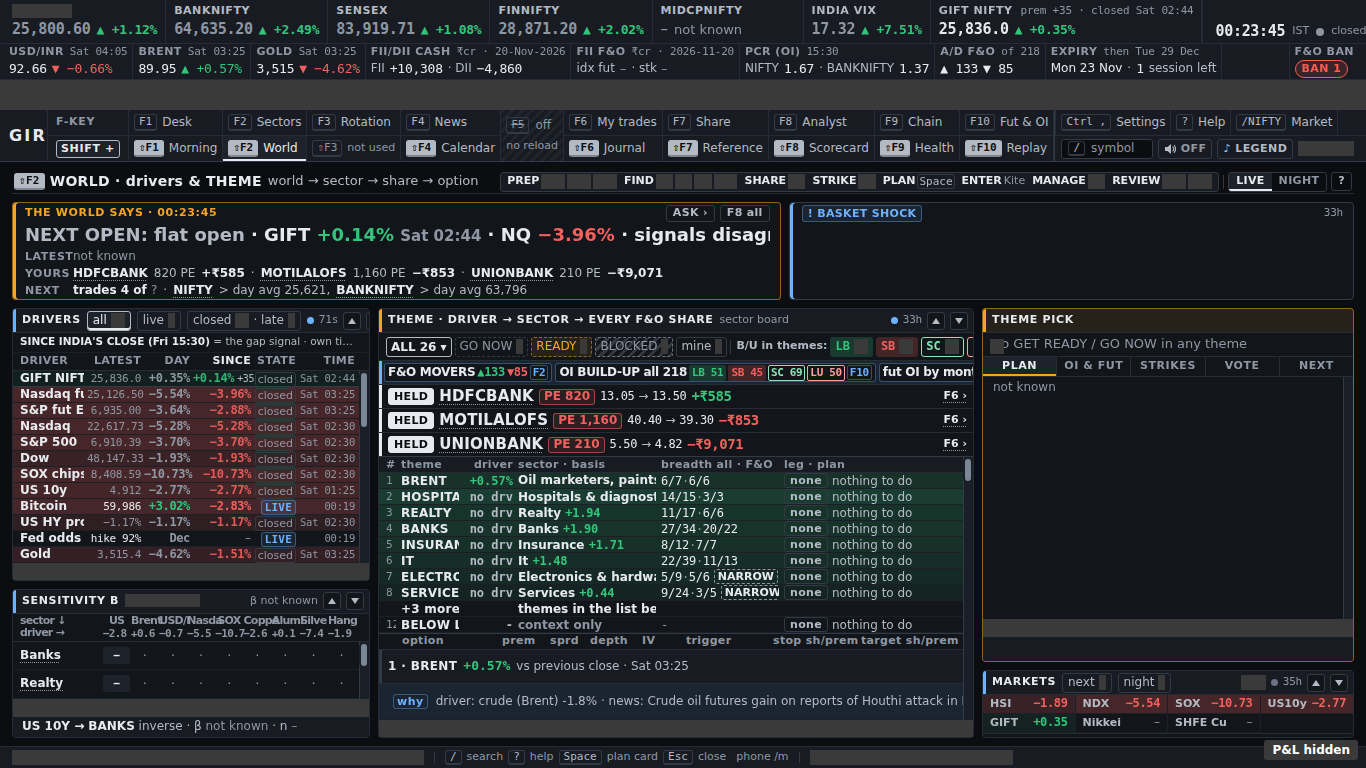 BANKNIFTY SENSEX FINNIFTY MIDCPNIFTY INDIA VIX GIFT NIFTY prem +35 · closed Sat 02:44
25,800.60 ▲ +1.12% 64,635.20 ▲ +2.49% 83,919.71 ▲ +1.08% 28,871.20 ▲ +2.02% – not known 17.32 ▲ +7.51% 25,836.0 ▲ +0.35% 00:23:45 IST ● closed
USD/INR Sat 04:05 BRENT Sat 03:25 GOLD Sat 03:25 FII/DII CASH ₹cr · 20-Nov-2026 FII F&O ₹cr · 2026-11-20 PCR (OI) 15:30 A/D F&O of 218 EXPIRY then Tue 29 Dec F&O BAN
92.66 ▼ −0.66% 89.95 ▲ +0.57% 3,515 ▼ −4.62% FII +10,308 · DII −4,860 idx fut – · stk – NIFTY 1.67 · BANKNIFTY 1.37 ▲ 133 ▼ 85 Mon 23 Nov · 1 session left BAN 1
GIR
F-KEY F1 Desk F2 Sectors F3 Rotation F4 News F5 off F6 My trades F7 Share F8 Analyst F9 Chain F10 Fut & OI Ctrl , Settings ? Help /NIFTY Market
SHIFT + ⇧F1 Morning ⇧F2 World ⇧F3 not used ⇧F4 Calendar no reload ⇧F6 Journal ⇧F7 Reference ⇧F8 Scorecard ⇧F9 Health ⇧F10 Replay / symbol OFF ♪ LEGEND
⇧F2 WORLD · drivers & THEME world → sector → share → option PREP FIND SHARE STRIKE PLAN Space ENTER Kite MANAGE REVIEW LIVE NIGHT ?
THE WORLD SAYS · 00:23:45 ASK › F8 all
NEXT OPEN: flat open · GIFT +0.14% Sat 02:44 · NQ −3.96% · signals disagr
LATEST not known
YOURS HDFCBANK 820 PE +₹585 · MOTILALOFS 1,160 PE −₹853 · UNIONBANK 210 PE −₹9,071
NEXT trades 4 of ? · NIFTY > day avg 25,621, BANKNIFTY > day avg 63,796
! BASKET SHOCK 33h
DRIVERS all live closed · late ● 71s ▲
SINCE INDIA'S CLOSE (Fri 15:30) = the gap signal · own ti…
DRIVER LATEST DAY SINCE STATE TIME
GIFT NIFT 25,836.0 +0.35% +0.14% +35 closed Sat 02:44
Nasdaq fu 25,126.50 −5.54% −3.96% closed Sat 03:25
S&P fut E 6,935.00 −3.64% −2.88% closed Sat 03:25
Nasdaq 22,617.73 −5.28% −5.28% closed Sat 02:30
S&P 500 6,910.39 −3.70% −3.70% closed Sat 02:30
Dow 48,147.33 −1.93% −1.93% closed Sat 02:30
SOX chips 8,408.59 −10.73% −10.73% closed Sat 02:30
US 10y 4.912 −2.77% −2.77% closed Sat 01:25
Bitcoin 59,986 +3.02% −2.83% LIVE 00:19
US HY pro −1.17% −1.17% −1.17% closed Sat 02:30
Fed odds hike 92% Dec – LIVE 00:19
Gold 3,515.4 −4.62% −1.51% closed Sat 03:25
SENSITIVITY Β β not known ▲ ▼
sector ↓ US Brent USD/I Nasda SOX Coppe Alumi Silve Hang
driver → −2.8 +0.6 −0.7 −5.5 −10.7 −2.6 +0.1 −7.4 −1.9
Banks – · · · · · · · ·
Realty – · · · · · · · ·
US 10Y → BANKS inverse · β not known · n –
THEME · DRIVER → SECTOR → EVERY F&O SHARE sector board ● 33h ▲ ▼
ALL 26 ▾ GO NOW READY BLOCKED mine B/U in themes: LB SB SC
F&O MOVERS ▲133 ▼85 F2 OI BUILD-UP all 218 LB 51 SB 45 SC 69 LU 50 F10 fut OI by mont
HELD HDFCBANK PE 820 13.05 → 13.50 +₹585 F6 ›
HELD MOTILALOFS PE 1,160 40.40 → 39.30 −₹853 F6 ›
HELD UNIONBANK PE 210 5.50 → 4.82 −₹9,071 F6 ›
# theme driver sector · basis breadth all · F&O leg · plan
1 BRENT +0.57% Oil marketers, paints 6/7·6/6 none nothing to do
2 HOSPITA no drv Hospitals & diagnost 14/15·3/3 none nothing to do
3 REALTY no drv Realty +1.94 11/17·6/6 none nothing to do
4 BANKS no drv Banks +1.90 27/34·20/22 none nothing to do
5 INSURAN no drv Insurance +1.71 8/12·7/7 none nothing to do
6 IT no drv It +1.48 22/39·11/13 none nothing to do
7 ELECTRO no drv Electronics & hardwa 5/9·5/6 NARROW none nothing to do
8 SERVICE no drv Services +0.44 9/24·3/5 NARROW none nothing to do
+3 more themes in the list be
12 BELOW L - context only - none nothing to do
option prem sprd depth IV trigger stop sh/prem target sh/prem
1 · BRENT +0.57% vs previous close · Sat 03:25
why driver: crude (Brent) -1.8% · news: Crude oil futures gain on reports of Houthi attack in
THEME PICK
GET READY / GO NOW in any theme
PLAN OI & FUT STRIKES VOTE NEXT
not known
MARKETS next night ● 35h ▲ ▼
HSI −1.89 NDX −5.54 SOX −10.73 US10y −2.77
GIFT +0.35 Nikkei – SHFE Cu –
/ search ? help Space plan card Esc close phone /m
P&L hidden